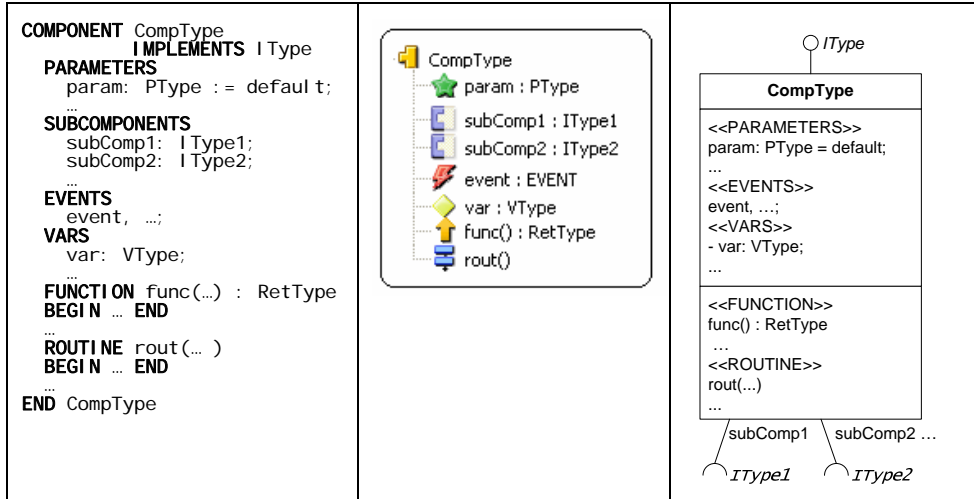 COMPONENT CompType
IMPLEMENTS IType
PARAMETERS
param: PType := default;
…
SUBCOMPONENTS
subComp1: IType1;
subComp2: IType2;
…
EVENTS
event, …;
VARS
var: VType;
…
FUNCTION func(…) : RetType
BEGIN … END
…
ROUTINE rout(… )
BEGIN … END
…
END CompType
CompType
param : PType
subComp1 : IType1
subComp2 : IType2
event : EVENT
var : VType
func() : RetType
rout()
IType
CompType
<<PARAMETERS>>
param: PType = default;
...
<<EVENTS>>
event, …;
<<VARS>>
- var: VType;
...
<<FUNCTION>>
func() : RetType
…
<<ROUTINE>>
rout(...)
...
subComp1 subComp2 …
IType1 IType2